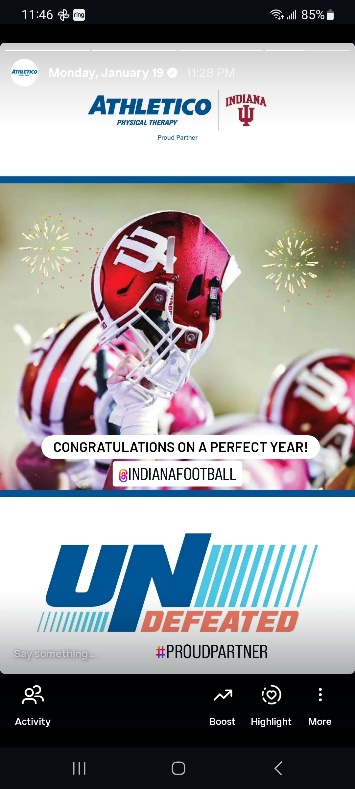 11:46 ring 85%
ATHLETICO Monday, January 19 11:28 PM
ATHLETICO INDIANA
PHYSICAL THERAPY
Proud Partner
CONGRATULATIONS ON A PERFECT YEAR!
@INDIANAFOOTBALL
UN
DEFEATED
Say something...
#PROUDPARTNER
Activity Boost Highlight More